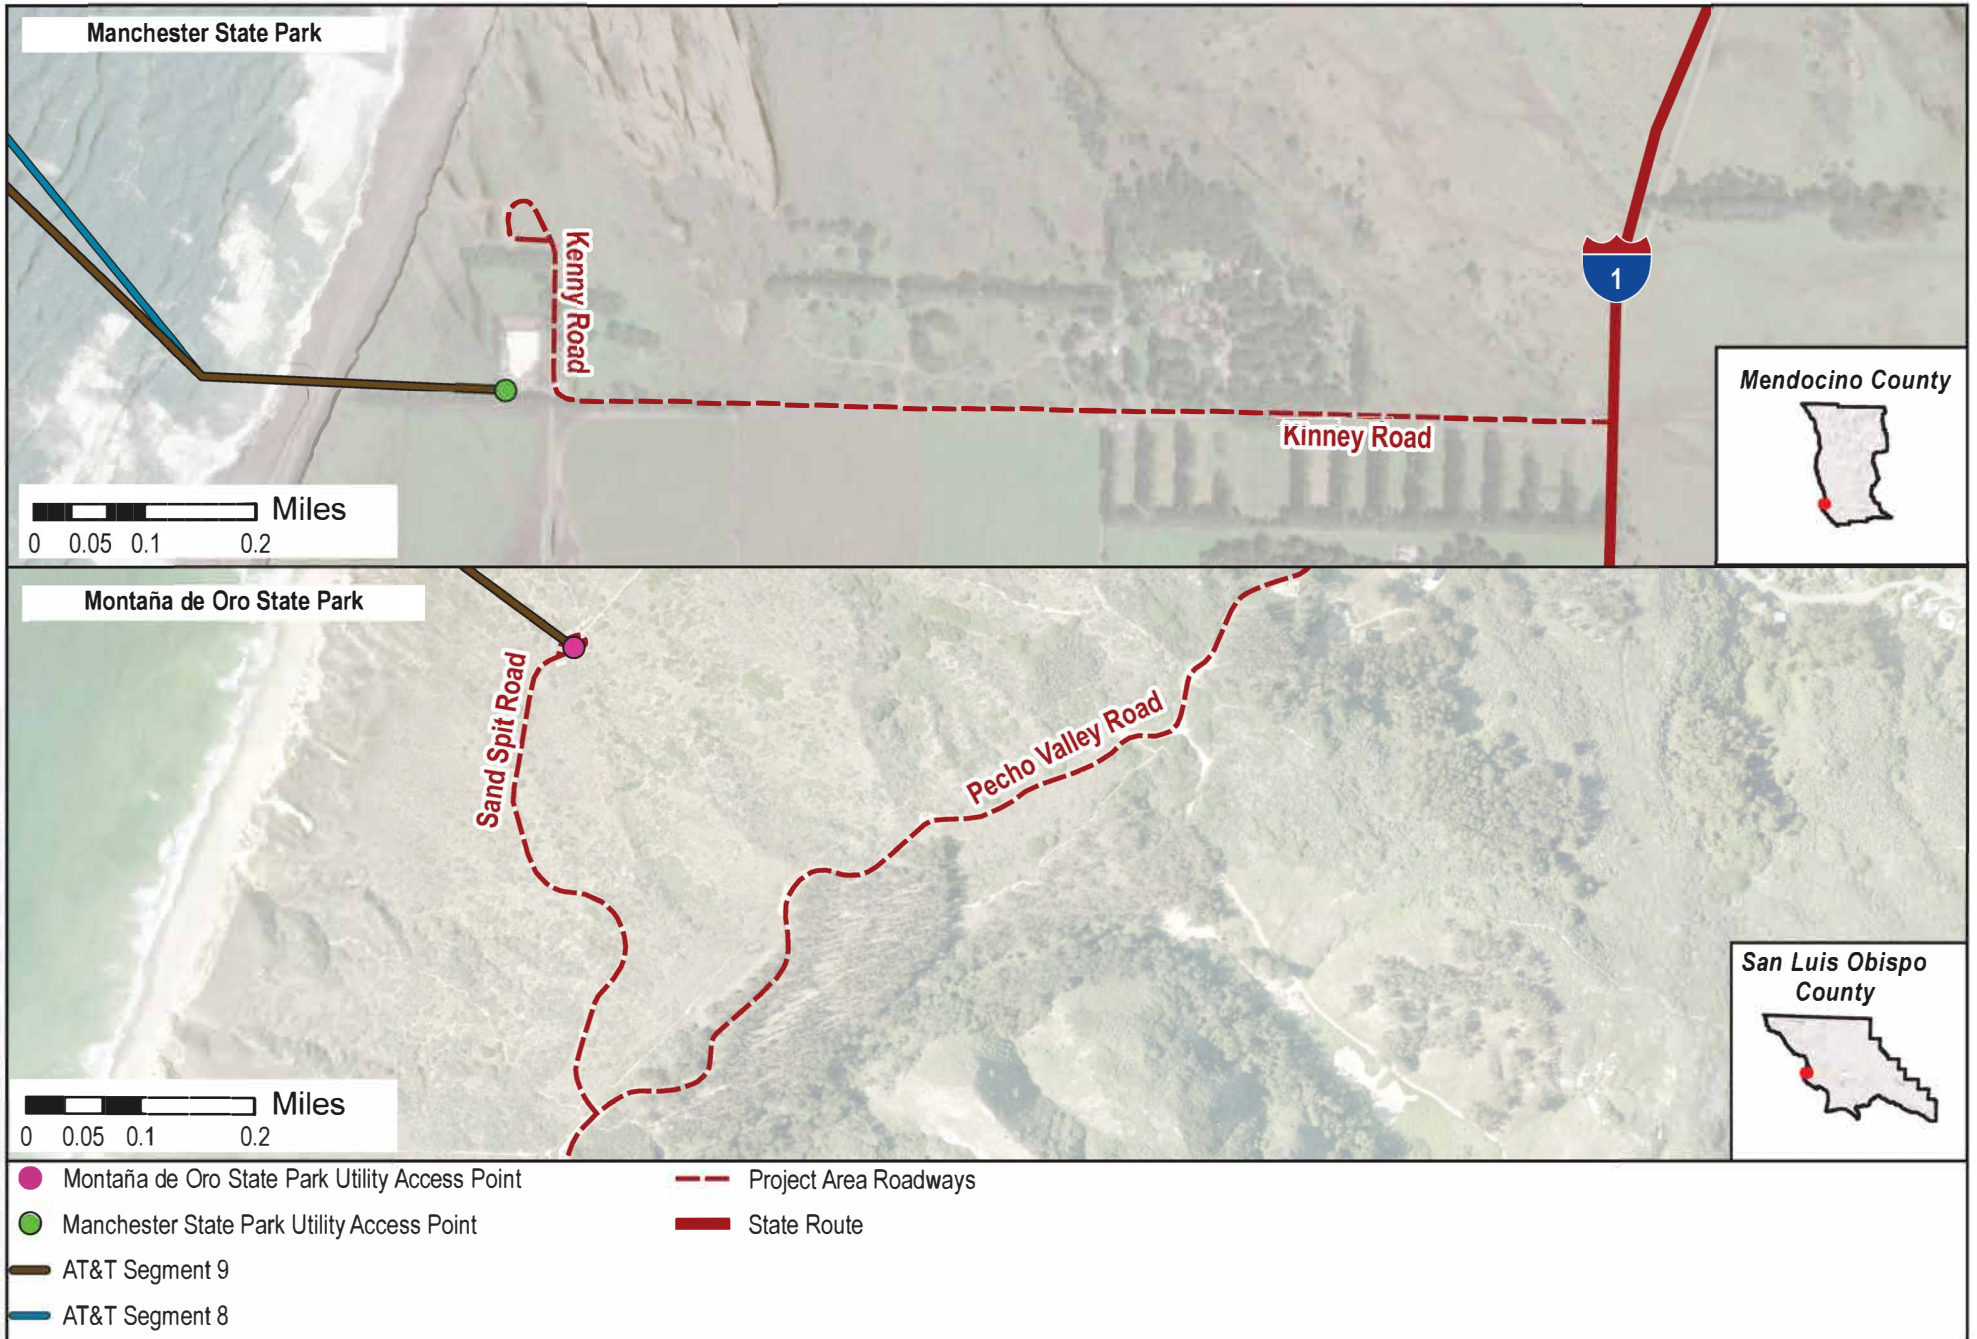 Manchester State Park
Kenny Road
1
Kinney Road
Mendocino County
Miles
0 0.05 0.1 0.2
Montaña de Oro State Park
Sand Spit Road
Pecho Valley Road
San Luis Obispo
County
Miles
0 0.05 0.1 0.2
Montaña de Oro State Park Utility Access Point
Manchester State Park Utility Access Point
AT&T Segment 9
AT&T Segment 8
Project Area Roadways
State Route